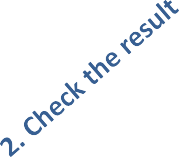 2. Check the result